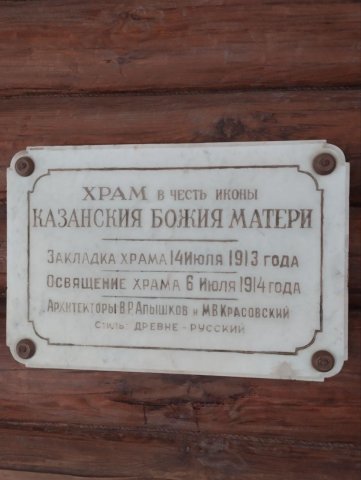 ХРАМ В ЧЕСТЬ ИКОНЫ
КАЗАНСКИЯ БОЖИЯ МАТЕРИ
ЗАКЛАДКА ХРАМА 14 ИЮЛЯ 1913 ГОДА
ОСВЯЩЕНИЕ ХРАМА 6 ИЮЛЯ 1914 ГОДА
АРХИТЕКТОРЫ В.Р.АПЫШКОВ И М.В.КРАСОВСКИЙ
СТИЛЬ: ДРЕВНЕ-РУССКИЙ